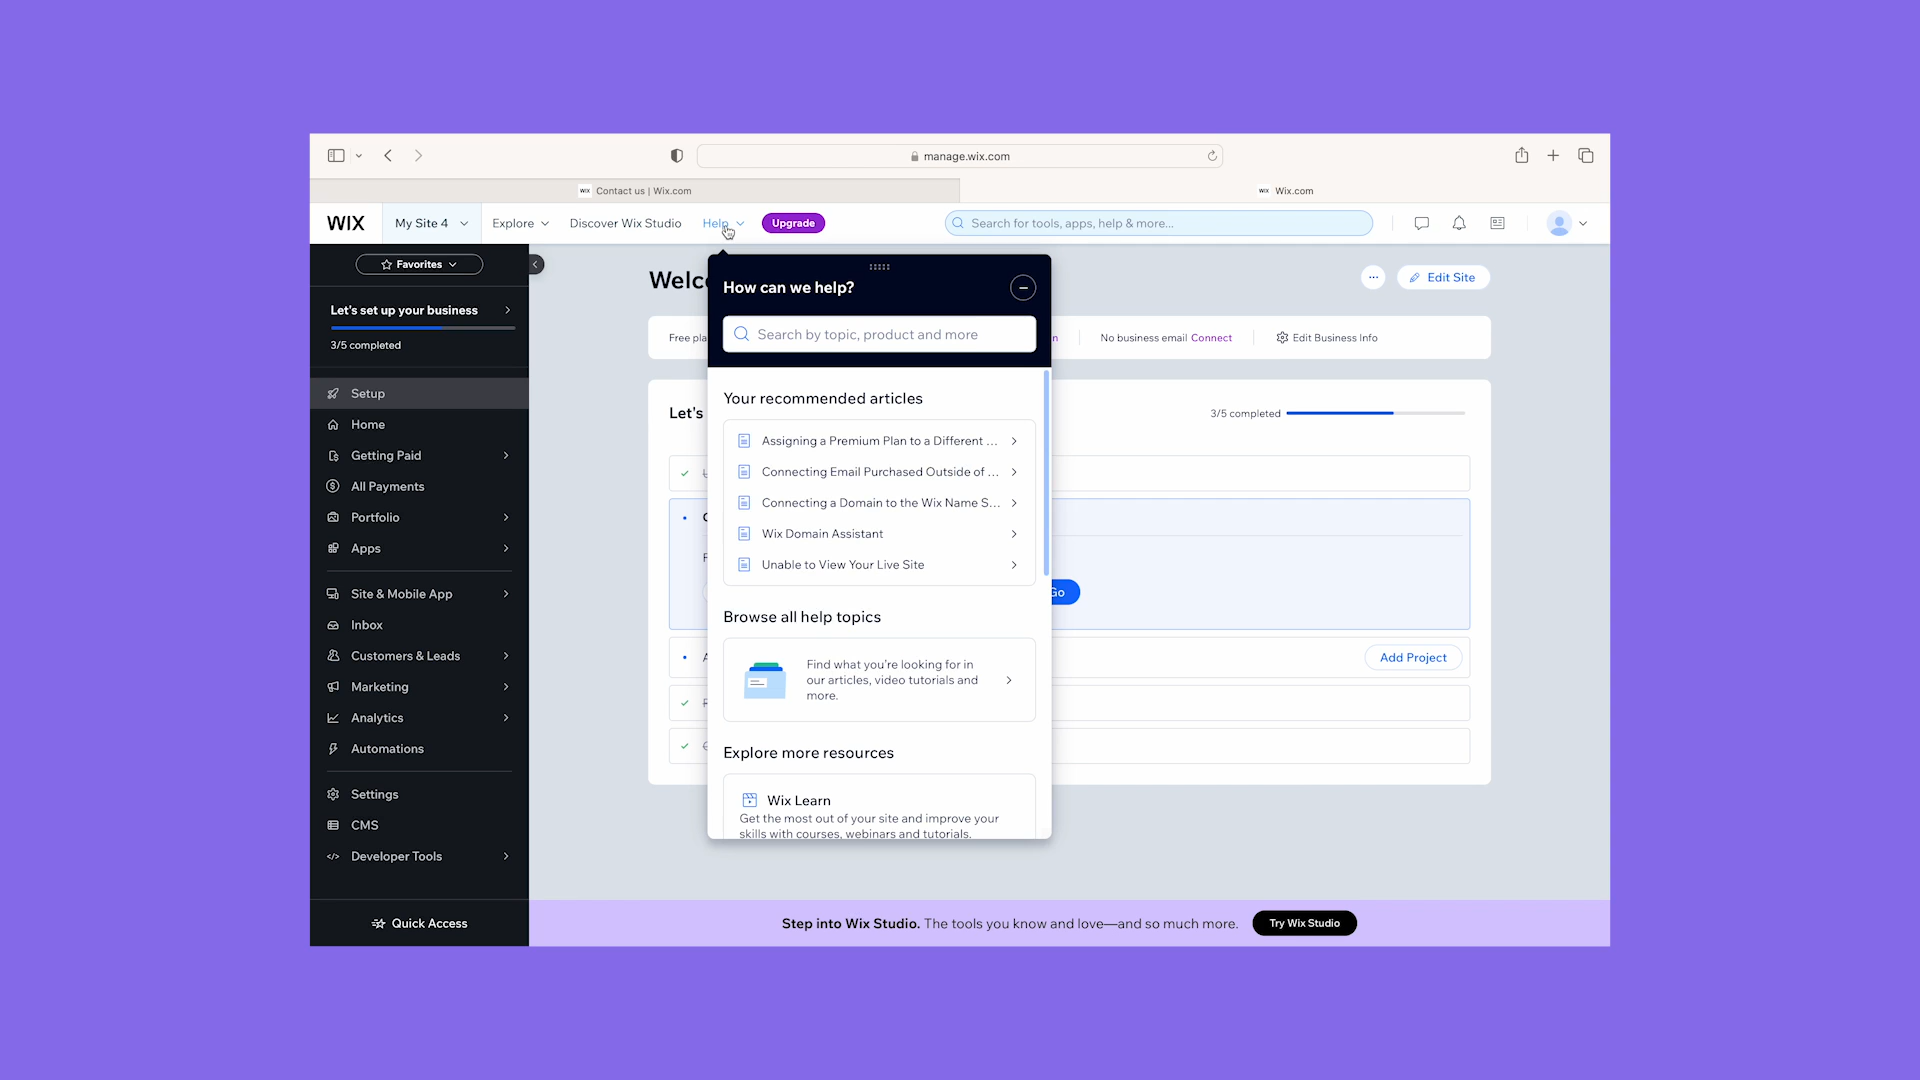 manage.wix.com
WIX Contact us | Wix.com
WIX Wix.com
WIX
My Site 4
Explore
Discover Wix Studio
Help
Upgrade
Search for tools, apps, help & more...
Favorites
Let's set up your business
3/5 completed
Setup
Home
Getting Paid
All Payments
Portfolio
Apps
Site & Mobile App
Inbox
Customers & Leads
Marketing
Analytics
Automations
Settings
CMS
Developer Tools
Quick Access
Welc
Edit Site
Free pla
n
No business email Connect
Edit Business Info
Let's
3/5 completed
Go
Add Project
How can we help?
Search by topic, product and more
Your recommended articles
Assigning a Premium Plan to a Different ...
Connecting Email Purchased Outside of ...
Connecting a Domain to the Wix Name S...
Wix Domain Assistant
Unable to View Your Live Site
Browse all help topics
Find what you're looking for in
our articles, video tutorials and
more.
Explore more resources
Wix Learn
Get the most out of your site and improve your
skills with courses, webinars and tutorials.
Step into Wix Studio. The tools you know and love—and so much more.
Try Wix Studio